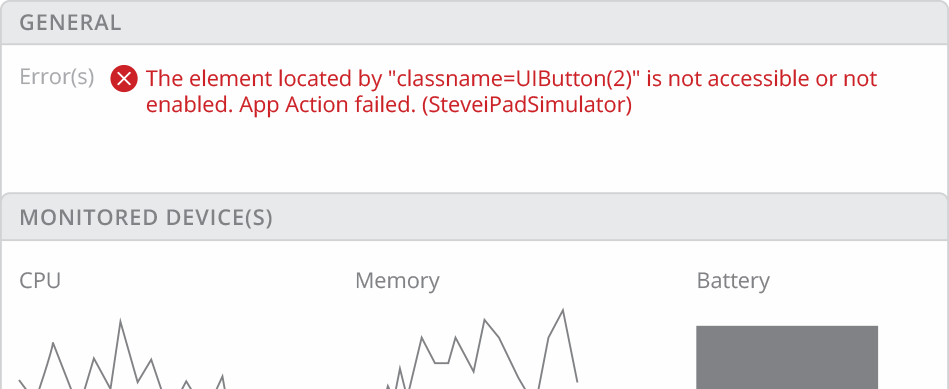 GENERAL
Error(s)
The element located by "classname=UIButton(2)" is not accessible or not
enabled. App Action failed. (SteveiPadSimulator)
MONITORED DEVICE(S)
CPU
Memory
Battery